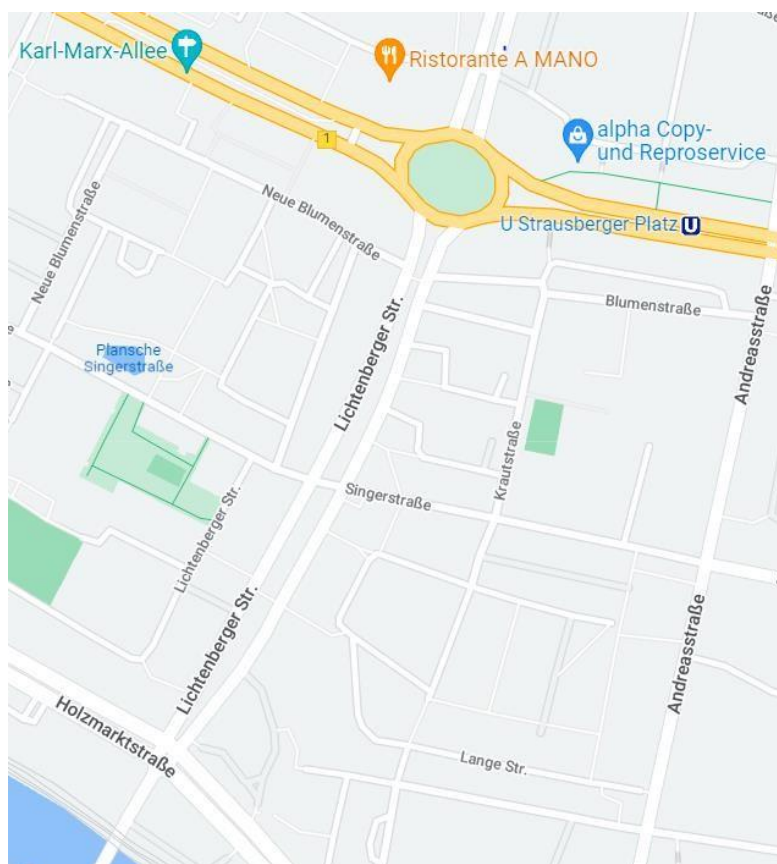 Karl-Marx-Allee
Ristorante A MANO
1
alpha Copy-
und Reproservice
Neue Blumenstraße
Neue Blumenstraße
U Strausberger Platz U
Blumenstraße
Lichtenberger Str.
Andreasstraße
Plansche
Singerstraße
Krautstraße
Singerstraße
Lichtenberger Str.
Lichtenberger Str.
Andreasstraße
Holzmarktstraße
Lange Str.